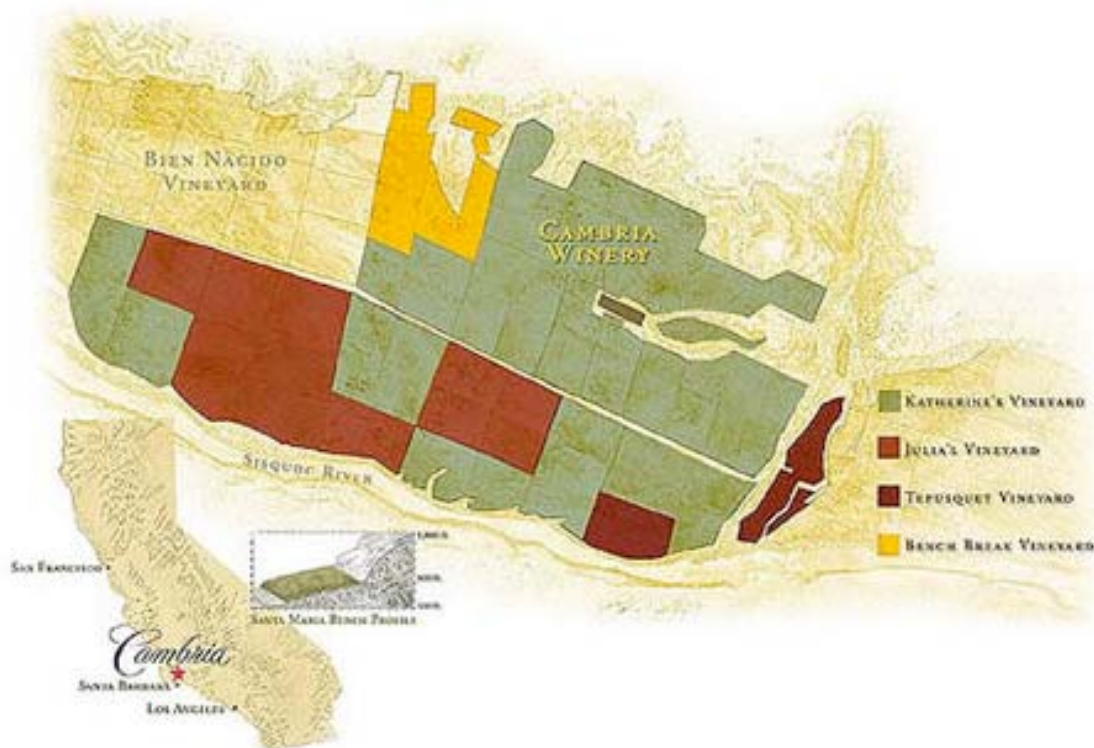 BIEN NACIDO
VINEYARD
CAMBRIA
WINERY
KATHERINE'S VINEYARD
JULIA'S VINEYARD
TEPUSQUET VINEYARD
BENCH BREAK VINEYARD
SISQUOC RIVER
SAN FRANCISCO
SANTA MARIA BENCH PROFILE
Cambria
SANTA BARBARA
LOS ANGELES